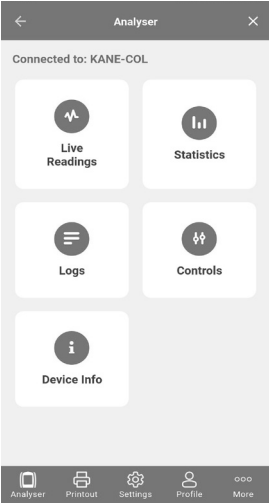 Analyser
Connected to: KANE-COL
Live
Readings
Statistics
Logs
Controls
Device Info
Analyser Printout Settings Profile More